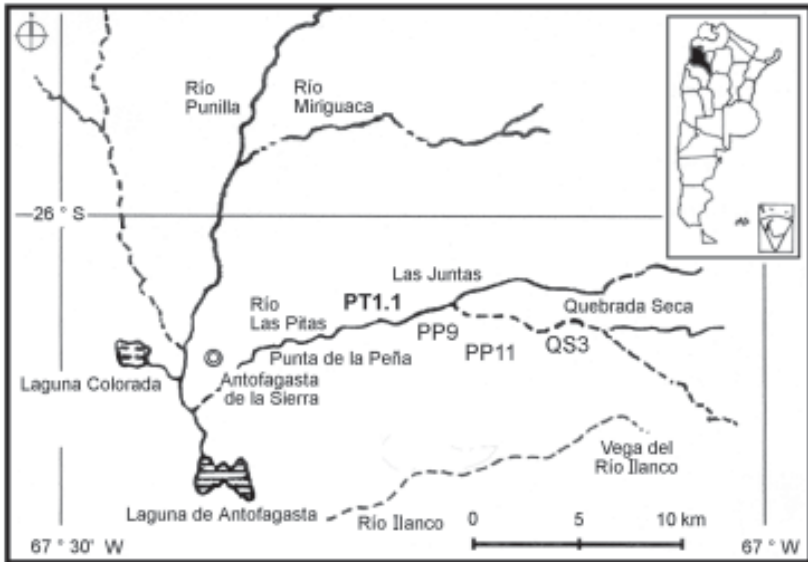 Río
Punilla
Río
Miriguaca
26 ° S
Las Juntas
Río
Las Pitas
PT1.1
Quebrada Seca
PP9
PP11
QS3
Punta de la Peña
Laguna Colorada
Antofagasta
de la Sierra
Vega del
Río Ilanco
Laguna de Antofagasta
Río Ilanco
0 5 10 km
67 ° 30' W
67 ° W